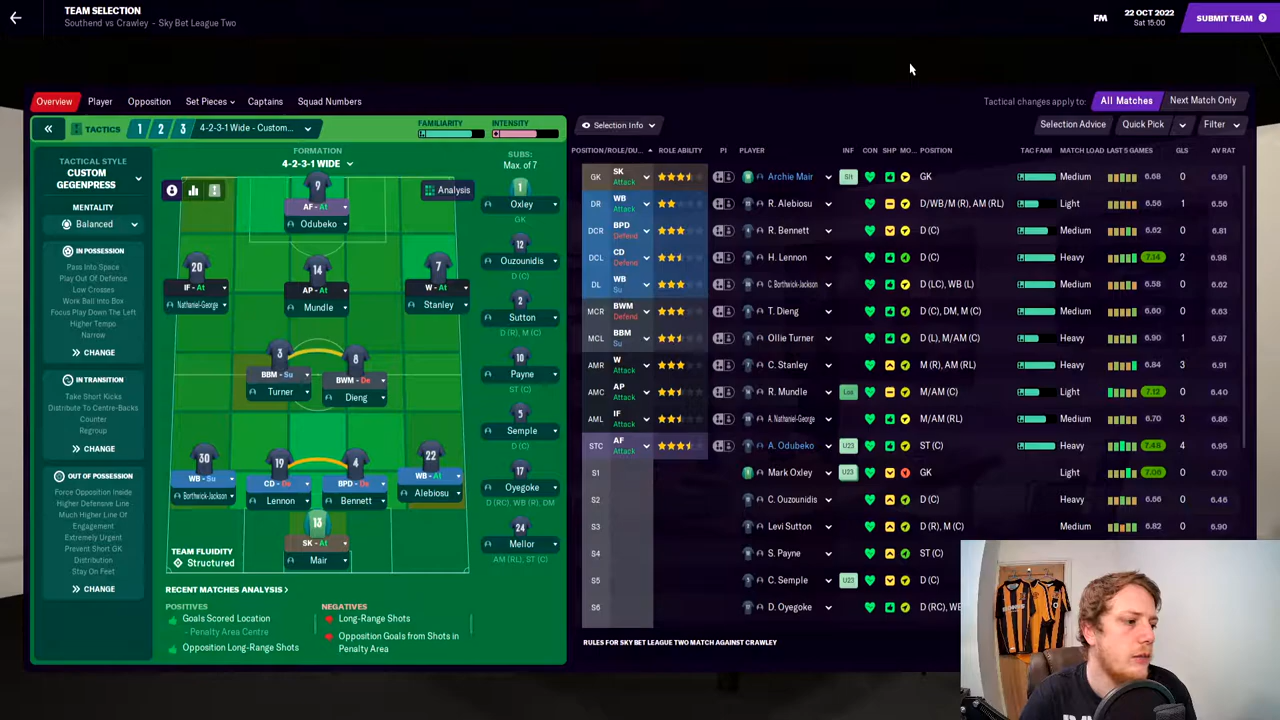 TEAM SELECTION
Southend vs Crawley - Sky Bet League Two
FM
22 OCT 2022
Sat 15:00
SUBMIT TEAM
Overview
Player
Opposition
Set Pieces
Captains
Squad Numbers
Tactical changes apply to:
All Matches
Next Match Only
TACTICS
1
2
3
4-2-3-1 Wide - Custom...
FAMILIARITY
INTENSITY
Selection Info
Selection Advice
Quick Pick
Filter
TACTICAL STYLE
CUSTOM
GEGENPRESS
MENTALITY
Balanced
IN POSSESSION
Pass Into Space
Play Out Of Defence
Low Crosses
Work Ball Into Box
Focus Play Down The Left
Higher Tempo
Narrow
CHANGE
IN TRANSITION
Take Short Kicks
Distribute To Centre-Backs
Counter
Regroup
CHANGE
OUT OF POSSESSION
Force Opposition Inside
Higher Defensive Line
Much Higher Line Of
Engagement
Extremely Urgent
Prevent Short GK
Distribution
Stay On Feet
CHANGE
FORMATION
4-2-3-1 WIDE
Analysis
9
AF - At
Odubeko
20
IF - At
Nathaniel-George
14
AP - At
Mundle
7
W - At
Stanley
3
BBM - Su
Turner
8
BWM - De
Dieng
30
WB - Su
Borthwick-Jackson
19
CD - De
Lennon
4
BPD - De
Bennett
22
WB - At
Alebiosu
13
SK - At
Mair
TEAM FLUIDITY
Structured
SUBS:
Max. of 7
1
Oxley
GK
12
Ouzounidis
D (C)
2
Sutton
D (R), M (C)
10
Payne
ST (C)
5
Semple
D (C)
17
Oyegoke
D (RC), WB (R), DM
24
Mellor
AM (RL), ST (C)
RECENT MATCHES ANALYSIS
POSITIVES
Goals Scored Location
- Penalty Area Centre
Opposition Long-Range Shots
NEGATIVES
Long-Range Shots
Opposition Goals from Shots in
Penalty Area
POSITION/ROLE/DU... ROLE ABILITY PI PLAYER INF CON SHP MO... POSITION TAC FAMI MATCH LOAD LAST 5 GAMES GLS AV RAT
GK SK Attack Archie Mair Slt GK Medium 6.68 0 6.99
DR WB Attack R. Alebiosu D/WB/M (R), AM (RL) Light 6.56 1 6.56
DCR BPD Defend R. Bennett D (C) Medium 6.62 0 6.81
DCL CD Defend H. Lennon D (C) Heavy 7.14 2 6.98
DL WB Su C. Borthwick-Jackson D (LC), WB (L) Medium 6.58 0 6.62
MCR BWM Defend T. Dieng D (C), DM, M (C) Medium 6.60 0 6.63
MCL BBM Su Ollie Turner D (L), M/AM (C) Heavy 6.90 1 6.97
AMR W Attack C. Stanley M (R), AM (RL) Heavy 6.84 3 6.91
AMC AP Attack R. Mundle Loa M/AM (C) Light 7.12 0 6.40
AML IF Attack A. Nathaniel-George M/AM (RL) Medium 6.70 3 6.86
STC AF Attack A. Odubeko U23 ST (C) Heavy 7.48 4 6.95
S1 Mark Oxley U23 GK Light 7.06 0 6.70
S2 C. Ouzounidis D (C) Heavy 6.66 0 6.46
S3 Levi Sutton D (R), M (C) Medium 6.82 0 6.90
S4 S. Payne ST (C)
S5 C. Semple U23 D (C)
S6 D. Oyegoke D (RC), WE
RULES FOR SKY BET LEAGUE TWO MATCH AGAINST CRAWLEY